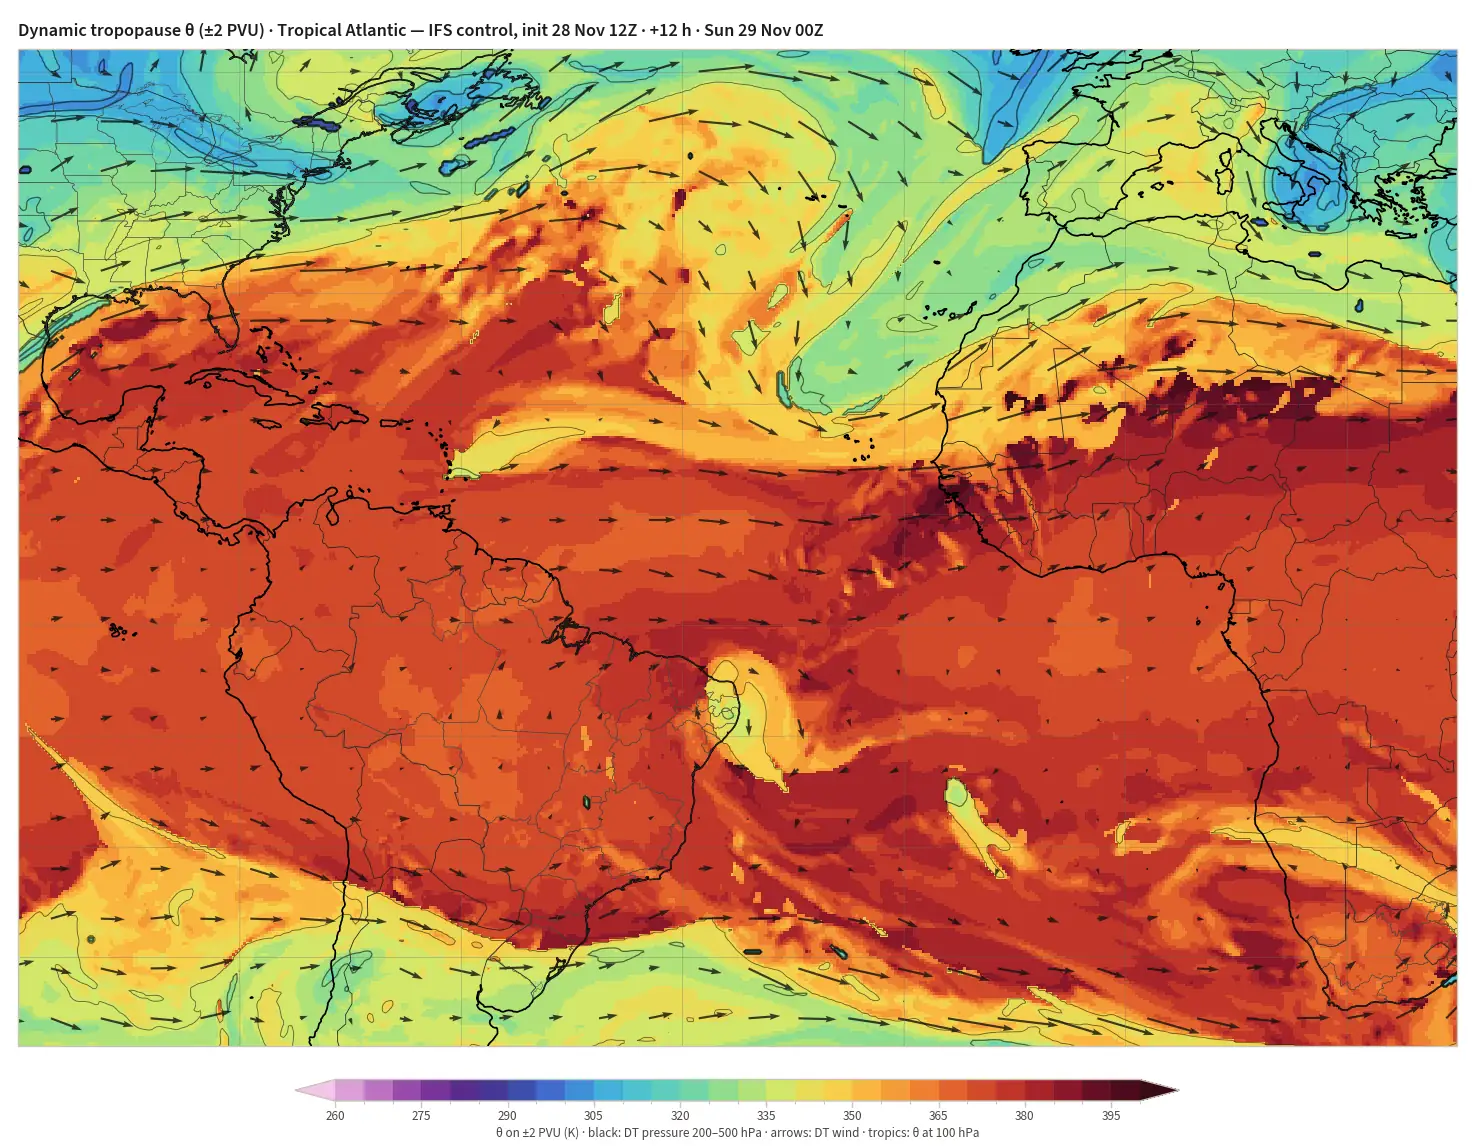 Dynamic tropopause θ (±2 PVU) · Tropical Atlantic — IFS control, init 28 Nov 12Z · +12 h · Sun 29 Nov 00Z
260 275 290 305 320 335 350 365 380 395
θ on ±2 PVU (K) · black: DT pressure 200–500 hPa · arrows: DT wind · tropics: θ at 100 hPa